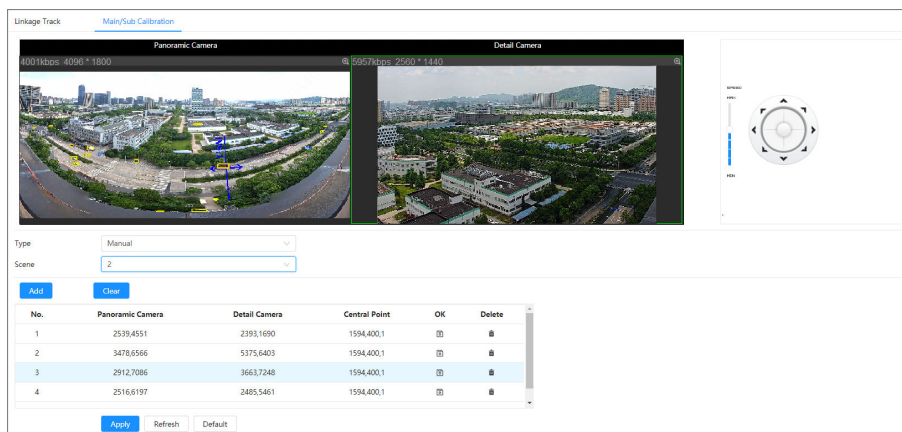 Linkage Track Main/Sub Calibration
Panoramic Camera Detail Camera
4001kbps 4096 * 1800 5957kbps 2560 * 1440
SPEED
MAX
MIN
Type Manual
Scene 2
Add Clear
No. Panoramic Camera Detail Camera Central Point OK Delete
1 2539,4551 2393,1690 1594,400,1
2 3478,6566 5375,6403 1594,400,1
3 2912,7086 3663,7248 1594,400,1
4 2516,6197 2485,5461 1594,400,1
Apply Refresh Default